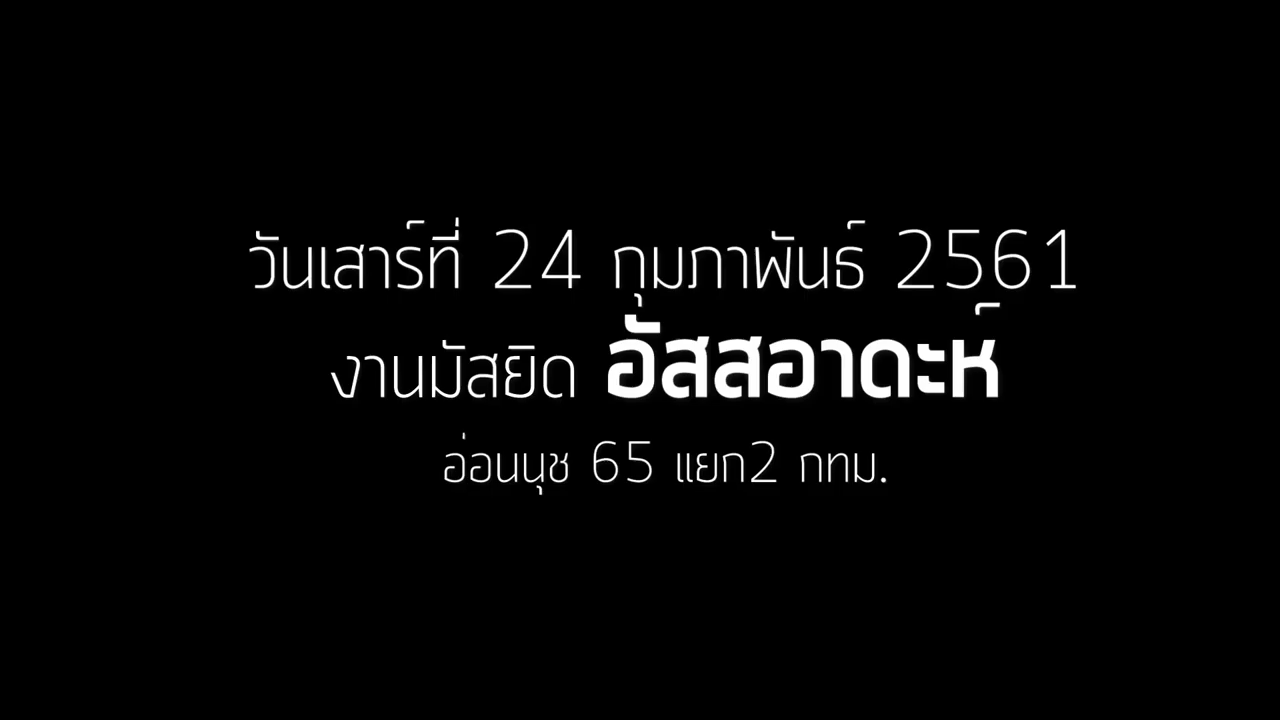 วันเสาร์ที่ 24 กุมภาพันธ์ 2561
งานมัสยิด อัสสอาดะห์
อ่อนนุช 65 แยก2 กทม.